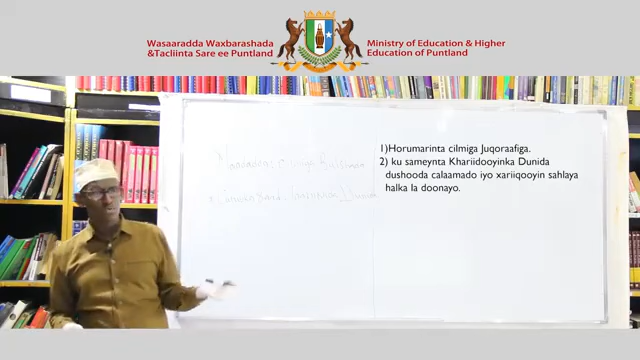 Wasaaradda Waxbarashada
&Tacliinta Sare ee Puntland
Ministry of Education & Higher
Education of Puntland
1)Horumarinta cilmiga Juqoraafiga.
2) ku sameynta Khariidooyinka Dunida
dushooda calaamado iyo xariiqooyin sahlaya
halka la doonayo.